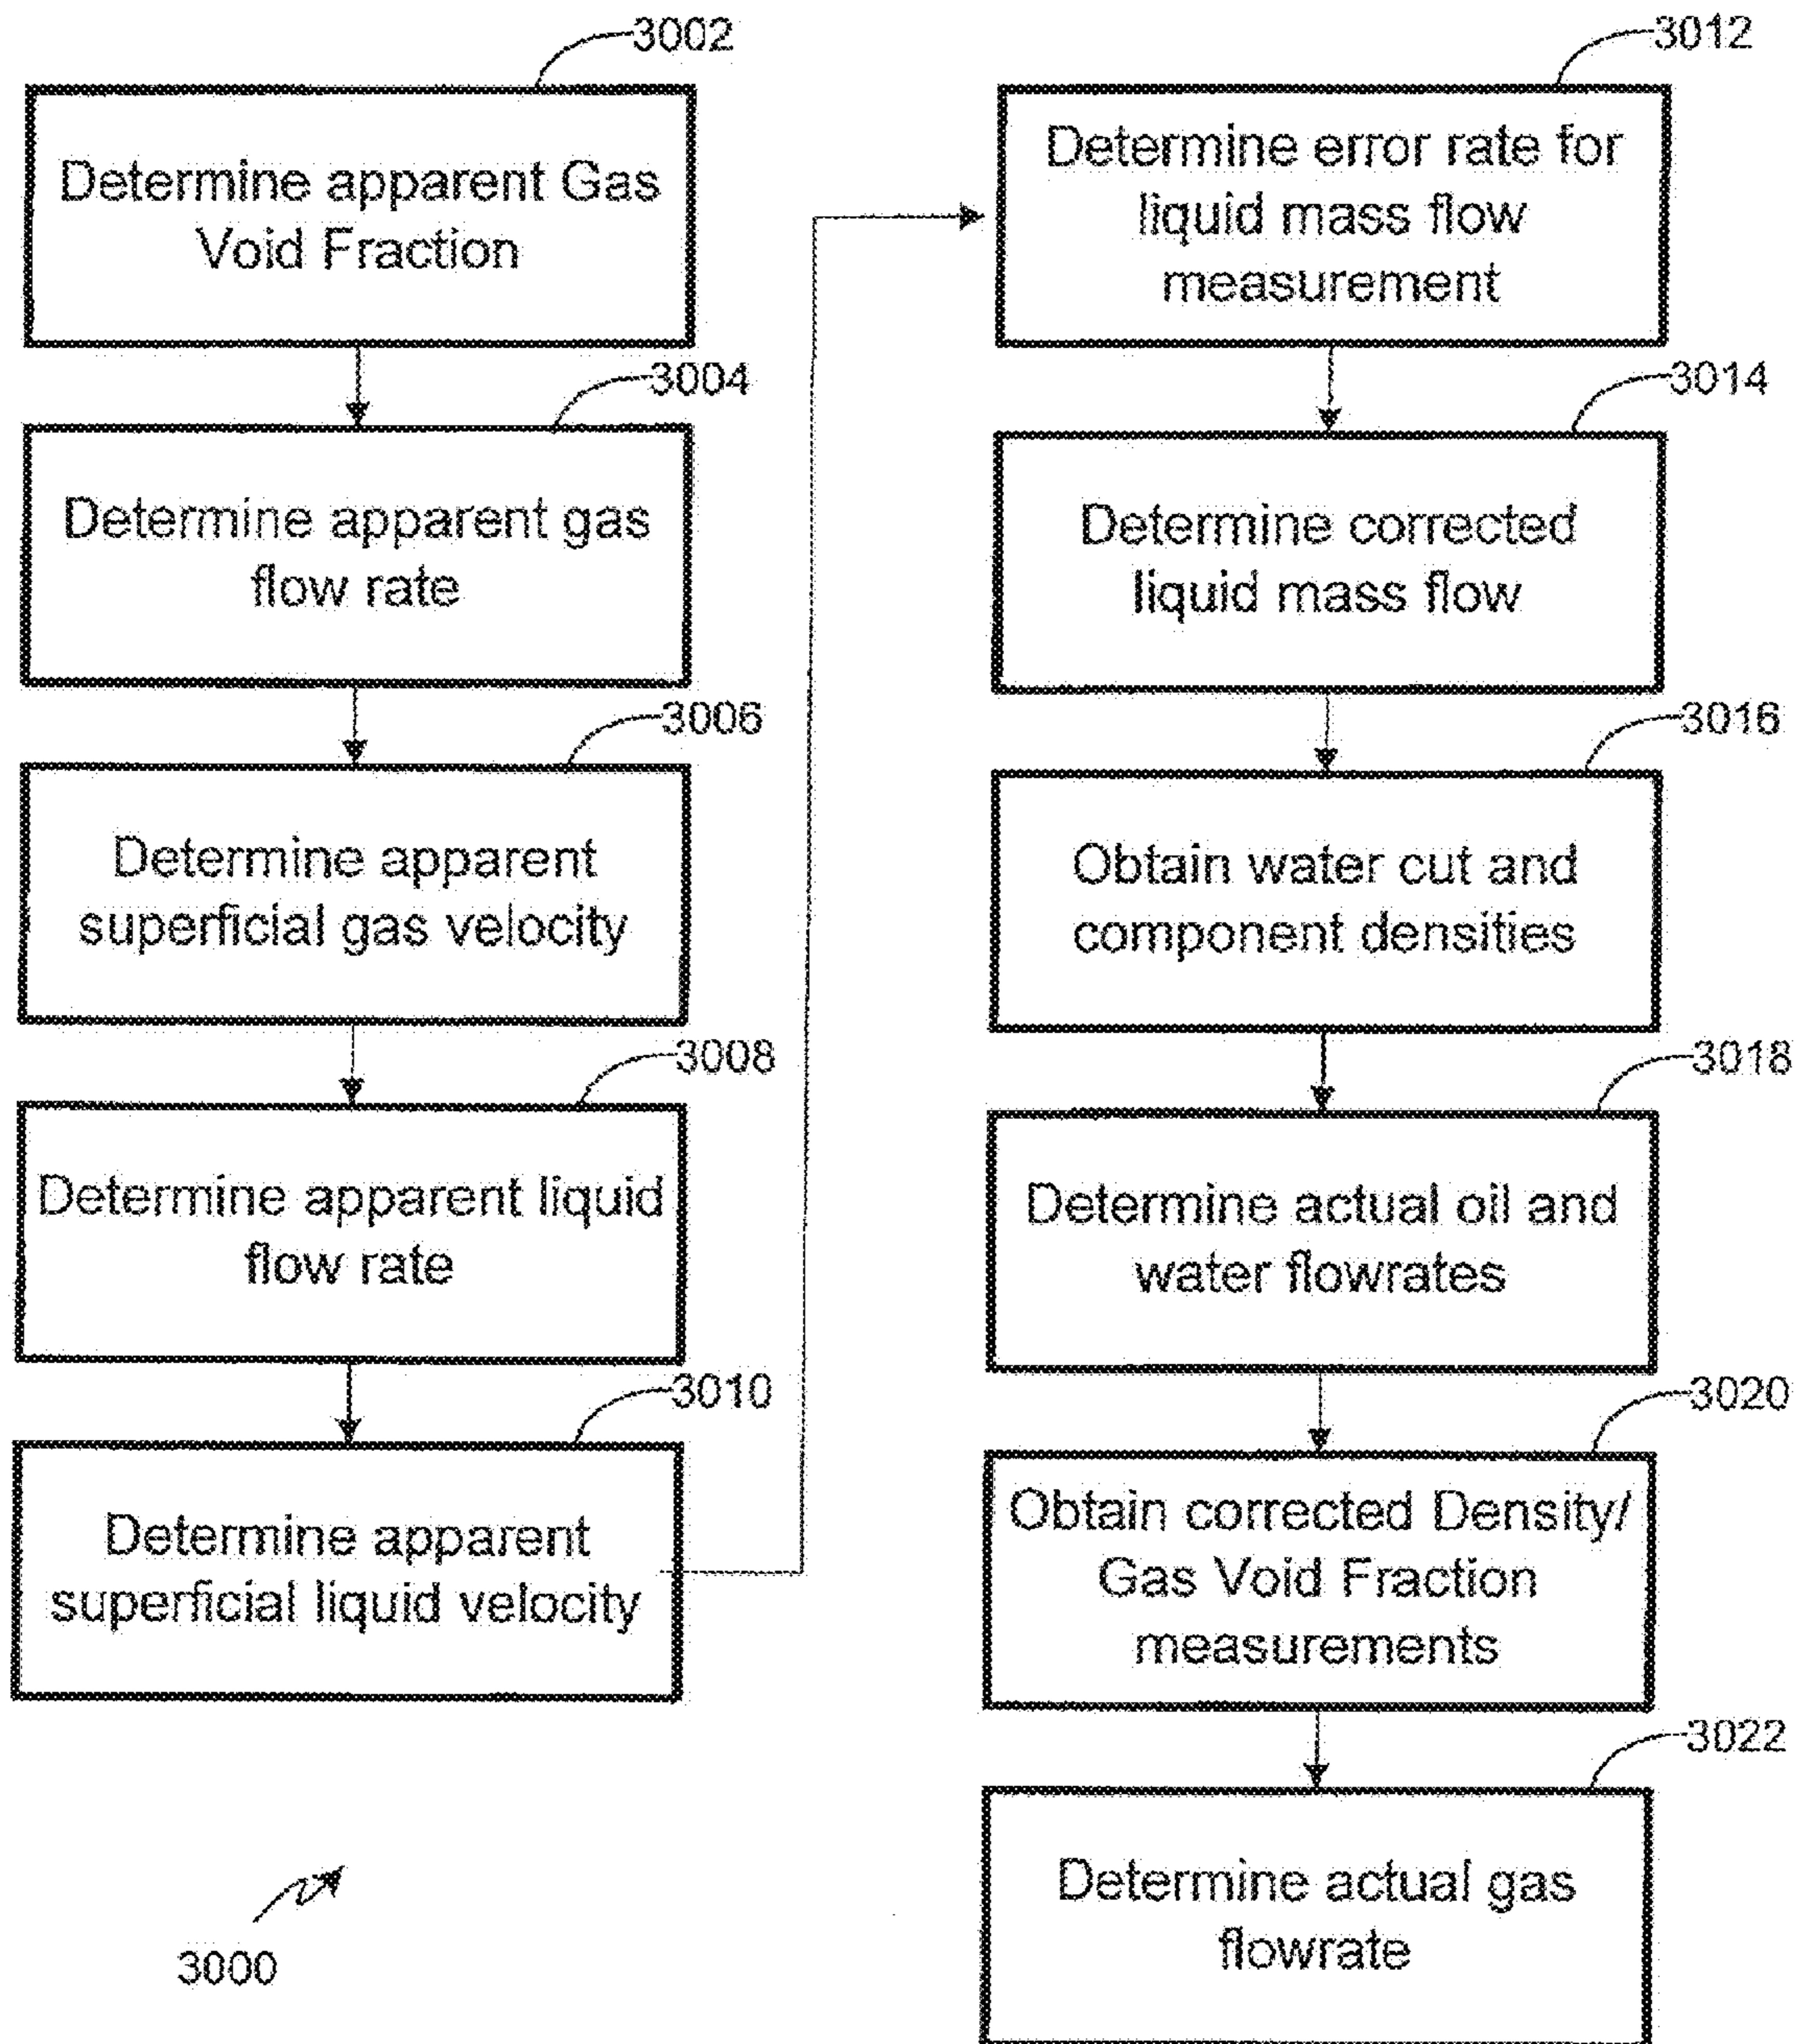 3002
Determine apparent Gas
Void Fraction
3004
Determine apparent gas
flow rate
3006
Determine apparent
superficial gas velocity
3008
Determine apparent liquid
flow rate
3010
Determine apparent
superficial liquid velocity
3000
3012
Determine error rate for
liquid mass flow
measurement
3014
Determine corrected
liquid mass flow
3016
Obtain water cut and
component densities
3018
Determine actual oil and
water flowrates
3020
Obtain corrected Density/
Gas Void Fraction
measurements
3022
Determine actual gas
flowrate